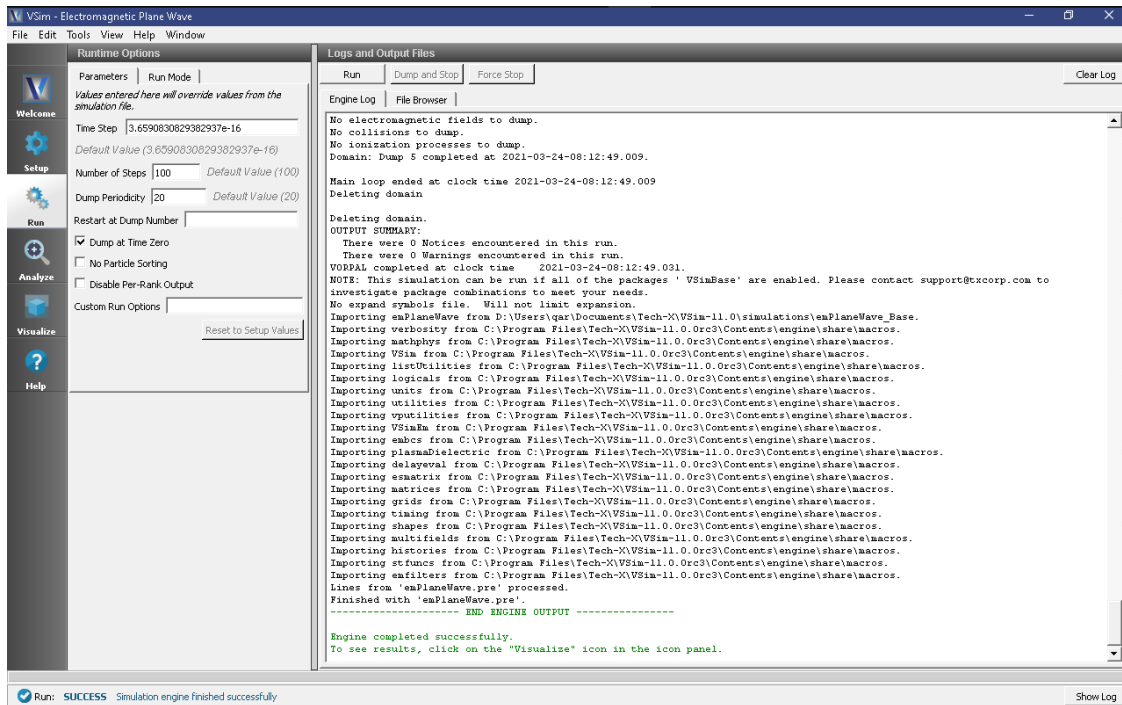 VSim - Electromagnetic Plane Wave
File Edit Tools View Help Window
Runtime Options
Logs and Output Files
Welcome
Setup
Run
Analyze
Visualize
Help
Parameters Run Mode
Values entered here will override values from the
simulation file.
Time Step 3.6590830829382937e-16
Default Value (3.6590830829382937e-16)
Number of Steps 100 Default Value (100)
Dump Periodicity 20 Default Value (20)
Restart at Dump Number
Dump at Time Zero
No Particle Sorting
Disable Per-Rank Output
Custom Run Options
Reset to Setup Values
Run Dump and Stop Force Stop Clear Log
Engine Log File Browser
No electromagnetic fields to dump.
No collisions to dump.
No ionization processes to dump.
Domain: Dump 5 completed at 2021-03-24-08:12:49.009.
Main loop ended at clock time 2021-03-24-08:12:49.009
Deleting domain
Deleting domain.
OUTPUT SUMMARY:
There were 0 Notices encountered in this run.
There were 0 Warnings encountered in this run.
VORPAL completed at clock time 2021-03-24-08:12:49.031.
NOTE: This simulation can be run if all of the packages ' VSimBase' are enabled. Please contact support@txcorp.com to
investigate package combinations to meet your needs.
No expand symbols file. Will not limit expansion.
Importing emPlaneWave from D:\Users\qar\Documents\Tech-X\VSim-11.0\simulations\emPlaneWave_Base.
Importing verbosity from C:\Program Files\Tech-X\VSim-11.0.0rc3\Contents\engine\share\macros.
Importing mathphys from C:\Program Files\Tech-X\VSim-11.0.0rc3\Contents\engine\share\macros.
Importing VSim from C:\Program Files\Tech-X\VSim-11.0.0rc3\Contents\engine\share\macros.
Importing listUtilities from C:\Program Files\Tech-X\VSim-11.0.0rc3\Contents\engine\share\macros.
Importing logicals from C:\Program Files\Tech-X\VSim-11.0.0rc3\Contents\engine\share\macros.
Importing units from C:\Program Files\Tech-X\VSim-11.0.0rc3\Contents\engine\share\macros.
Importing utilities from C:\Program Files\Tech-X\VSim-11.0.0rc3\Contents\engine\share\macros.
Importing vputilities from C:\Program Files\Tech-X\VSim-11.0.0rc3\Contents\engine\share\macros.
Importing VSimEm from C:\Program Files\Tech-X\VSim-11.0.0rc3\Contents\engine\share\macros.
Importing embcs from C:\Program Files\Tech-X\VSim-11.0.0rc3\Contents\engine\share\macros.
Importing plasmaDielectric from C:\Program Files\Tech-X\VSim-11.0.0rc3\Contents\engine\share\macros.
Importing delayeval from C:\Program Files\Tech-X\VSim-11.0.0rc3\Contents\engine\share\macros.
Importing esmatrix from C:\Program Files\Tech-X\VSim-11.0.0rc3\Contents\engine\share\macros.
Importing matrices from C:\Program Files\Tech-X\VSim-11.0.0rc3\Contents\engine\share\macros.
Importing grids from C:\Program Files\Tech-X\VSim-11.0.0rc3\Contents\engine\share\macros.
Importing timing from C:\Program Files\Tech-X\VSim-11.0.0rc3\Contents\engine\share\macros.
Importing shapes from C:\Program Files\Tech-X\VSim-11.0.0rc3\Contents\engine\share\macros.
Importing multifields from C:\Program Files\Tech-X\VSim-11.0.0rc3\Contents\engine\share\macros.
Importing histories from C:\Program Files\Tech-X\VSim-11.0.0rc3\Contents\engine\share\macros.
Importing stfuncs from C:\Program Files\Tech-X\VSim-11.0.0rc3\Contents\engine\share\macros.
Importing emfilters from C:\Program Files\Tech-X\VSim-11.0.0rc3\Contents\engine\share\macros.
Lines from 'emPlaneWave.pre' processed.
Finished with 'emPlaneWave.pre'.
--------------------- END ENGINE OUTPUT ----------------
Engine completed successfully.
To see results, click on the "Visualize" icon in the icon panel.
Run: SUCCESS Simulation engine finished successfully
Show Log